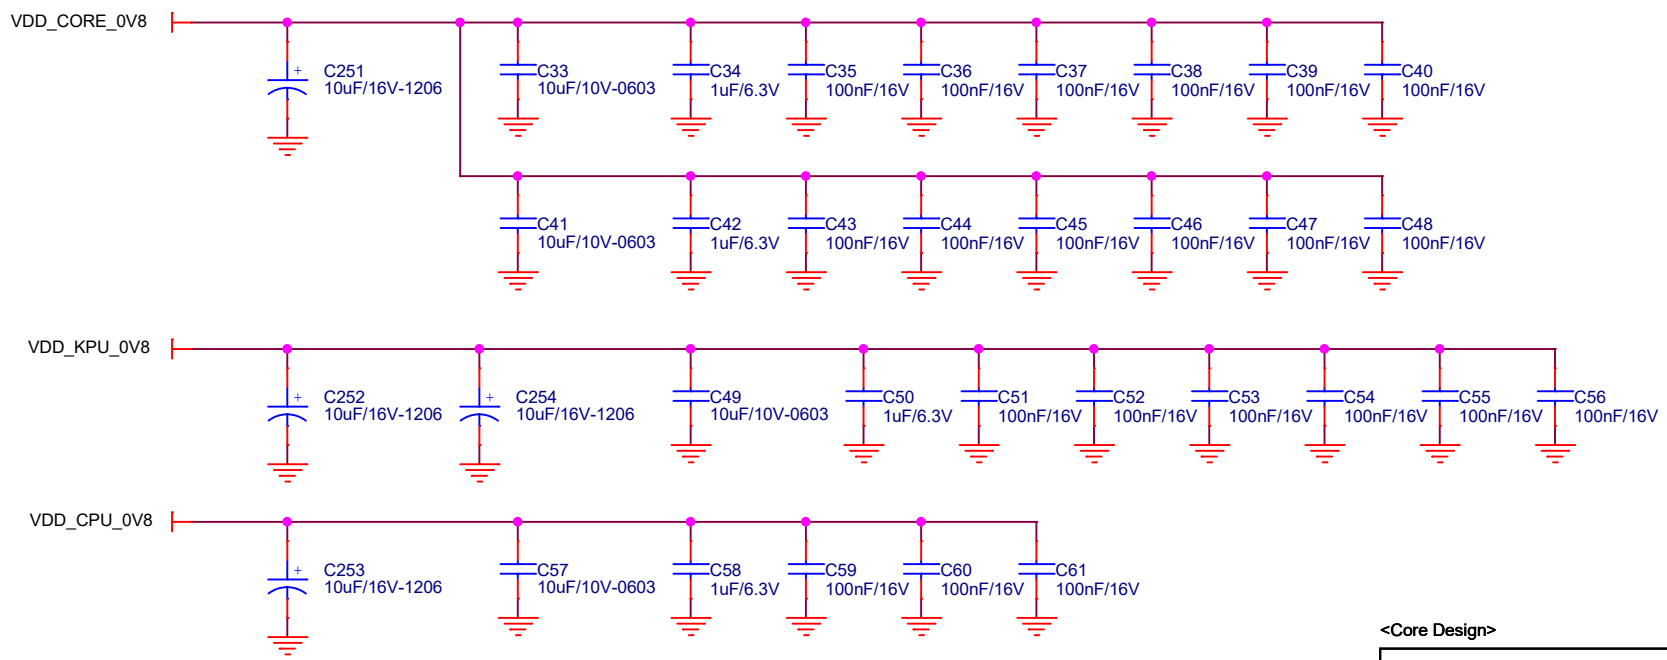 VDD_CORE_0V8
+
C251
10uF/16V-1206
C33
10uF/10V-0603
C34
1uF/6.3V
C35
100nF/16V
C36
100nF/16V
C37
100nF/16V
C38
100nF/16V
C39
100nF/16V
C40
100nF/16V
C41
10uF/10V-0603
C42
1uF/6.3V
C43
100nF/16V
C44
100nF/16V
C45
100nF/16V
C46
100nF/16V
C47
100nF/16V
C48
100nF/16V
VDD_KPU_0V8
+
C252
10uF/16V-1206
+
C254
10uF/16V-1206
C49
10uF/10V-0603
C50
1uF/6.3V
C51
100nF/16V
C52
100nF/16V
C53
100nF/16V
C54
100nF/16V
C55
100nF/16V
C56
100nF/16V
VDD_CPU_0V8
+
C253
10uF/16V-1206
C57
10uF/10V-0603
C58
1uF/6.3V
C59
100nF/16V
C60
100nF/16V
C61
100nF/16V
<Core Design>